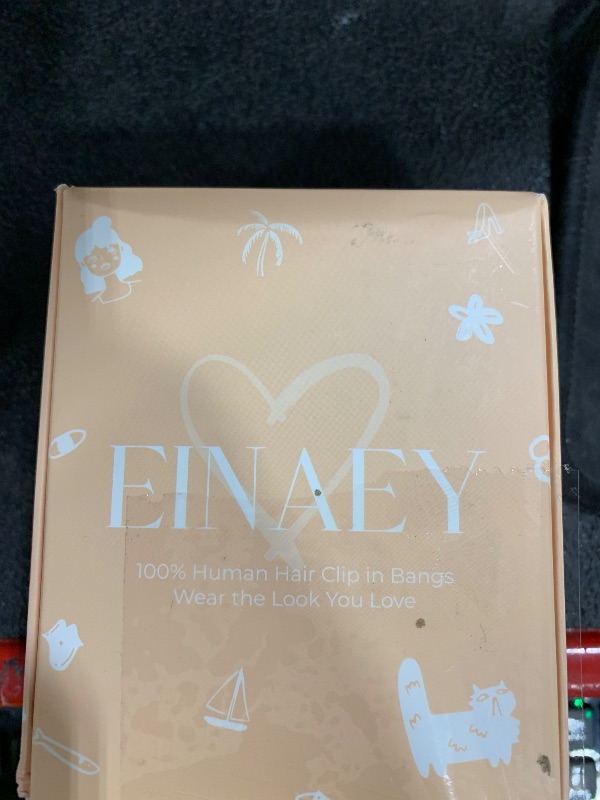 EINAEY
100% Human Hair Clip in Bangs
Wear the Look You Love